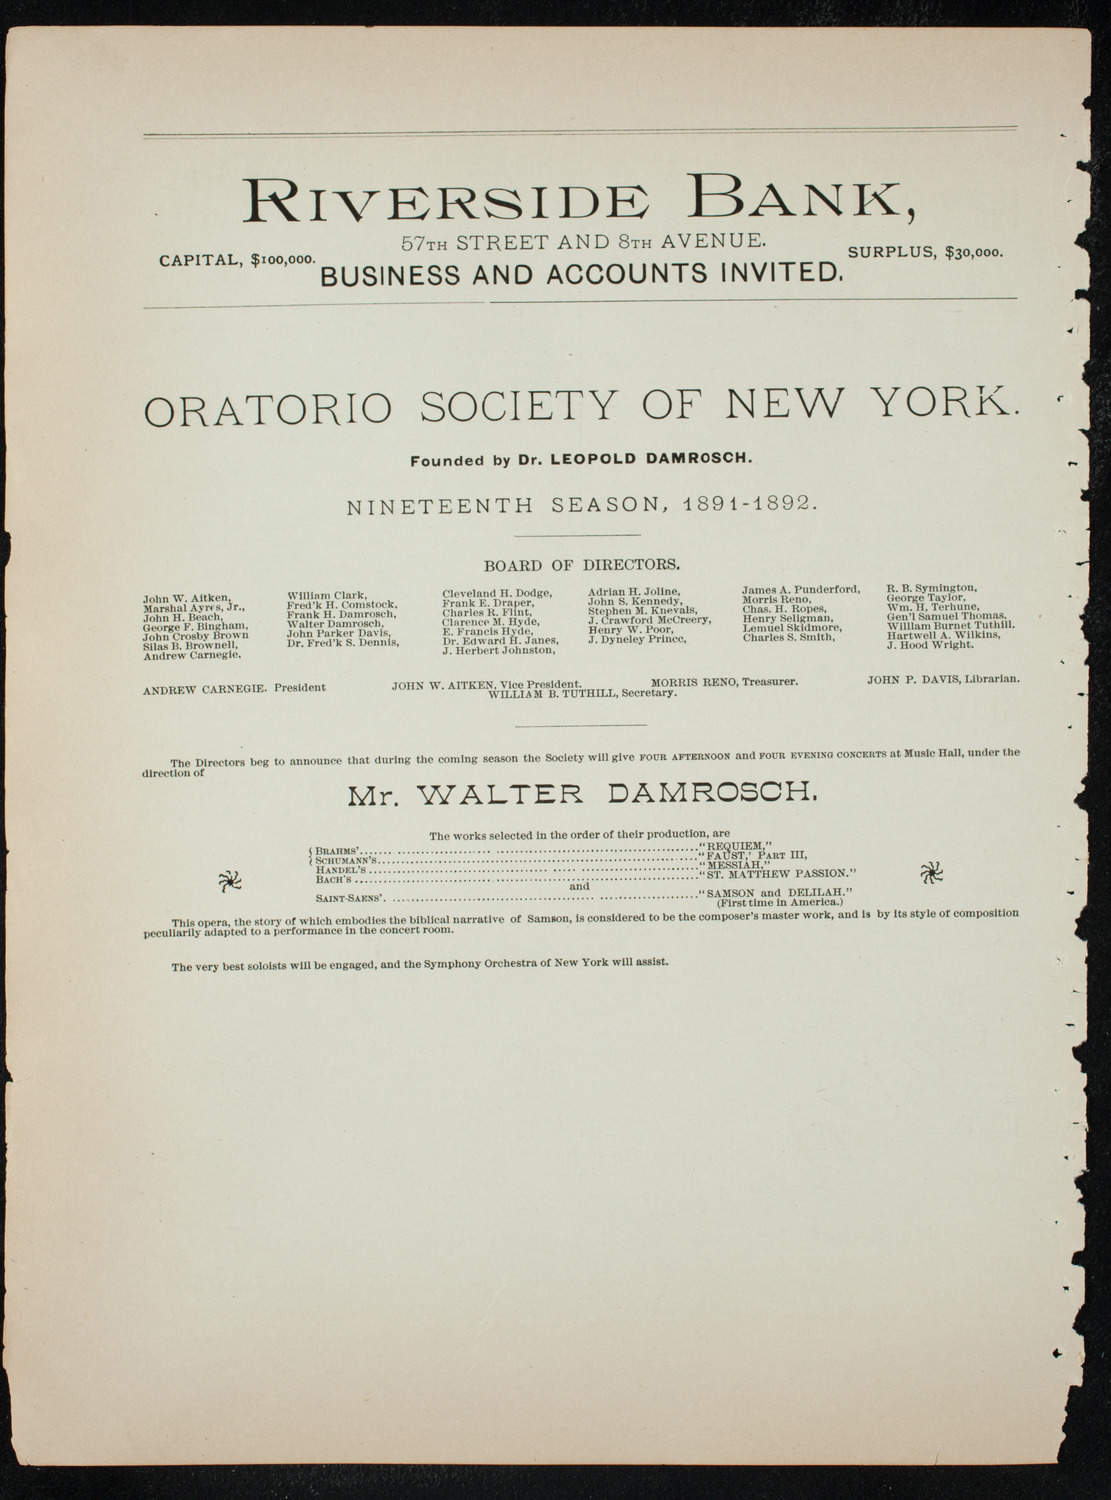 RIVERSIDE BANK,
57TH STREET AND 8TH AVENUE.
CAPITAL, $100,000.
SURPLUS, $30,000.
BUSINESS AND ACCOUNTS INVITED.
ORATORIO SOCIETY OF NEW YORK.
Founded by Dr. LEOPOLD DAMROSCH.
NINETEENTH SEASON, 1891-1892.
BOARD OF DIRECTORS.
John W. Aitken,
Marshal Ayres, Jr.,
John H. Beach,
George F. Bingham,
John Crosby Brown
Silas B. Brownell,
Andrew Carnegie,
William Clark,
Fred'k H. Comstock,
Frank H. Damrosch,
Walter Damrosch,
John Parker Davis,
Dr. Fred'k S. Dennis,
Cleveland H. Dodge,
Frank E. Draper,
Charles R. Flint,
Clarence M. Hyde,
E. Francis Hyde,
Dr. Edward H. Janes,
J. Herbert Johnston,
Adrian H. Joline,
John S. Kennedy,
Stephen M. Knevals,
J. Crawford McCreery,
Henry W. Poor,
J. Dyneley Prince,
James A. Punderford,
Morris Reno,
Chas. H. Ropes,
Henry Seligman,
Lemuel Skidmore,
Charles S. Smith,
R. B. Symington,
George Taylor,
Wm. H, Terhune,
Gen'l Samuel Thomas.
William Burnet Tuthill.
Hartwell A. Wilkins,
J. Hood Wright.
ANDREW CARNEGIE. President
JOHN W. AITKEN, Vice President.
MORRIS RENO, Treasurer.
JOHN P. DAVIS, Librarian.
WILLIAM B. TUTHILL, Secretary.
The Directors beg to announce that during the coming season the Society will give FOUR AFTERNOON and FOUR EVENING CONCERTS at Music Hall, under the
direction of
Mr. WALTER DAMROSCH.
The works selected in the order of their production, are
{ BRAHMS'.................."REQUIEM,"
{ SCHUMANN'S.................."FAUST,' PART III,
HANDEL'S .................."MESSIAH,"
BACH'S .................."ST. MATTHEW PASSION."
and
SAINT-SAENS'. .................."SAMSON and DELILAH."
(First time in America.)
This opera, the story of which embodies the biblical narrative of Samson, is considered to be the composer's master work, and is by its style of composition
peculiarily adapted to a performance in the concert room.
The very best soloists will be engaged, and the Symphony Orchestra of New York will assist.